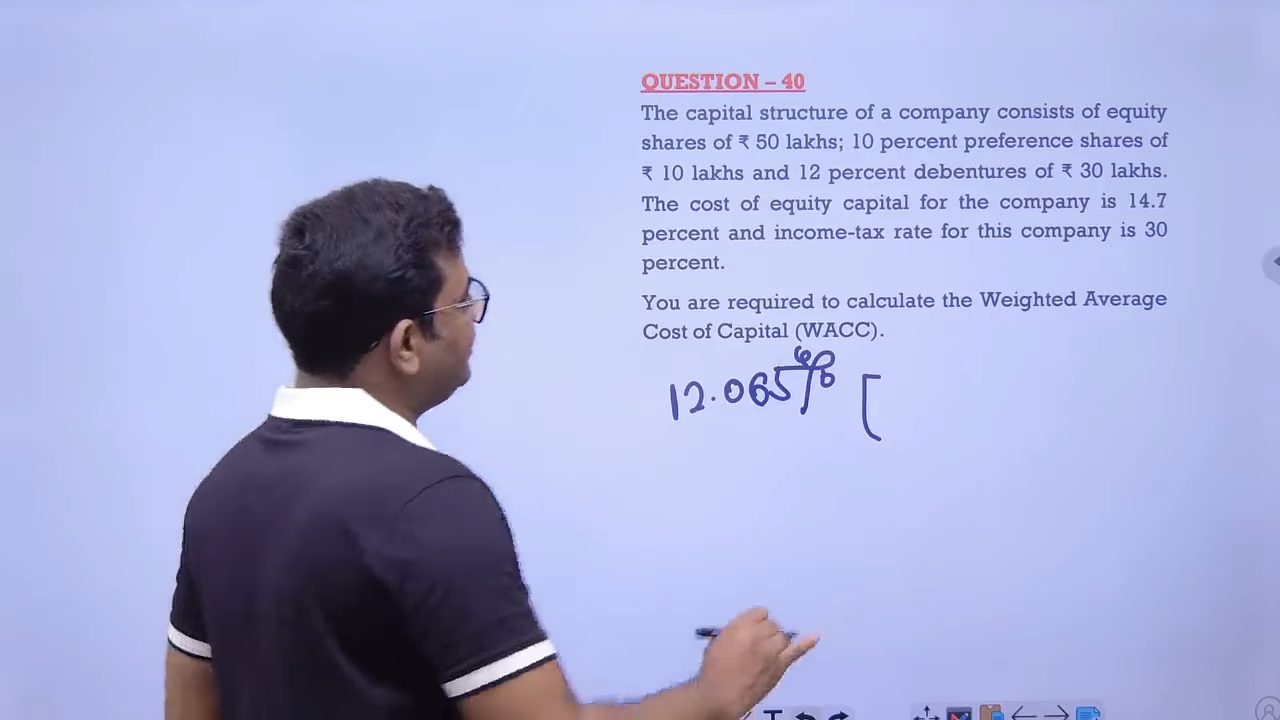 QUESTION – 40
The capital structure of a company consists of equity
shares of ₹ 50 lakhs; 10 percent preference shares of
₹ 10 lakhs and 12 percent debentures of ₹ 30 lakhs.
The cost of equity capital for the company is 14.7
percent and income-tax rate for this company is 30
percent.
You are required to calculate the Weighted Average
Cost of Capital (WACC).
12.065% [